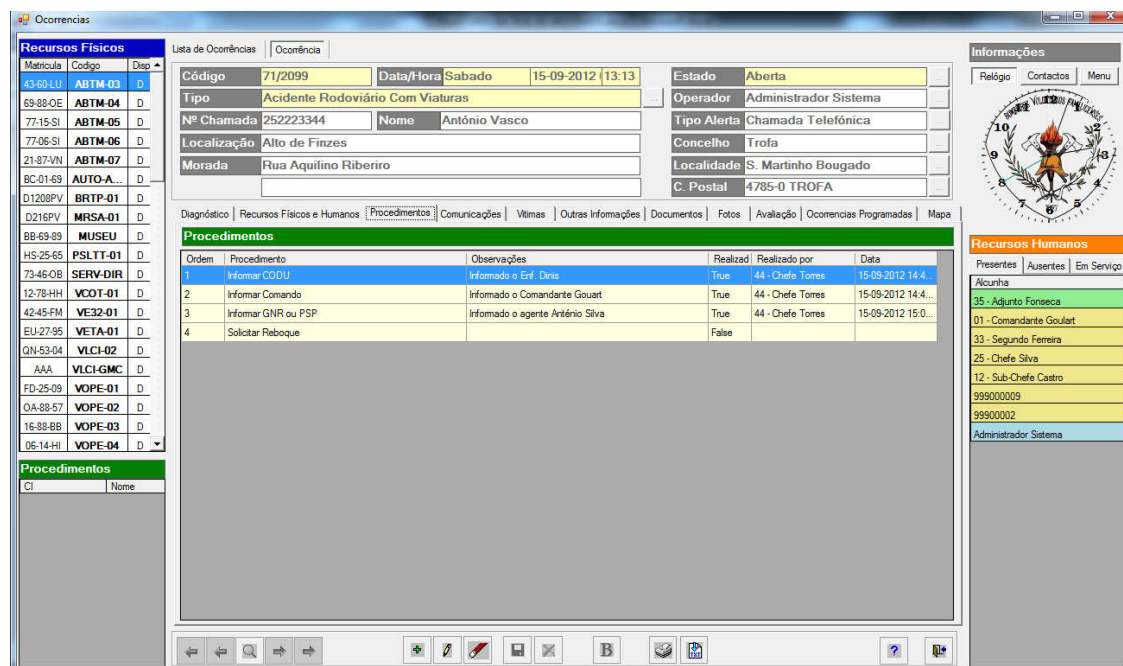 Ocorrencias
Recursos Físicos
Matricula Codigo Disp
43-60-LU ABTM-03 D
69-88-OE ABTM-04 D
77-15-SI ABTM-05 D
77-06-SI ABTM-06 D
21-87-VN ABTM-07 D
BC-01-69 AUTO-A... D
D1208PV BRTP-01 D
D216PV MRSA-01 D
BB-69-89 MUSEU D
HS-25-65 PSLTT-01 D
73-46-OB SERV-DIR D
12-78-HH VCOT-01 D
42-45-FM VE32-01 D
EU-27-95 VETA-01 D
QN-53-04 VLCI-02 D
AAA VLCI-GMC D
FD-25-09 VOPE-01 D
OA-88-57 VOPE-02 D
16-88-BB VOPE-03 D
06-14-HI VOPE-04 D
Procedimentos
CI Nome
Lista de Ocorrências Ocorrência
Código 71/2099 Data/Hora Sabado 15-09-2012 13:13 Estado Aberta ...
Tipo Acidente Rodoviário Com Viaturas ... Operador Administrador Sistema ...
Nº Chamada 252223344 Nome António Vasco Tipo Alerta Chamada Telefónica ...
Localização Alto de Finzes Concelho Trofa ...
Morada Rua Aquilino Riberiro Localidade S. Martinho Bougado ...
C. Postal 4785-0 TROFA ...
Diagnóstico Recursos Físicos e Humanos Procedimentos Comunicações Vitimas Outras Informações Documentos Fotos Avaliação Ocorrencias Programadas Mapa
Procedimentos
Ordem Procedimento Observações Realizad Realizado por Data
1 Informar CODU Informado o Enf. Dinis True 44 - Chefe Torres 15-09-2012 14:4...
2 Informar Comando Informado o Comandante Gouart True 44 - Chefe Torres 15-09-2012 14:4...
3 Informar GNR ou PSP Informado o agente Anténio Silva True 44 - Chefe Torres 15-09-2012 15:0...
4 Solicitar Reboque False
B TXT ?
Informações
Relógio Contactos Menu
10 2
9 3
8 4
7 6 5
Recursos Humanos
Presentes Ausentes Em Serviço
Alcunha
35 - Adjunto Fonseca
01 - Comandante Goulart
33 - Segundo Ferreira
25 - Chefe Silva
12 - Sub-Chefe Castro
999000009
99900002
Administrador Sistema